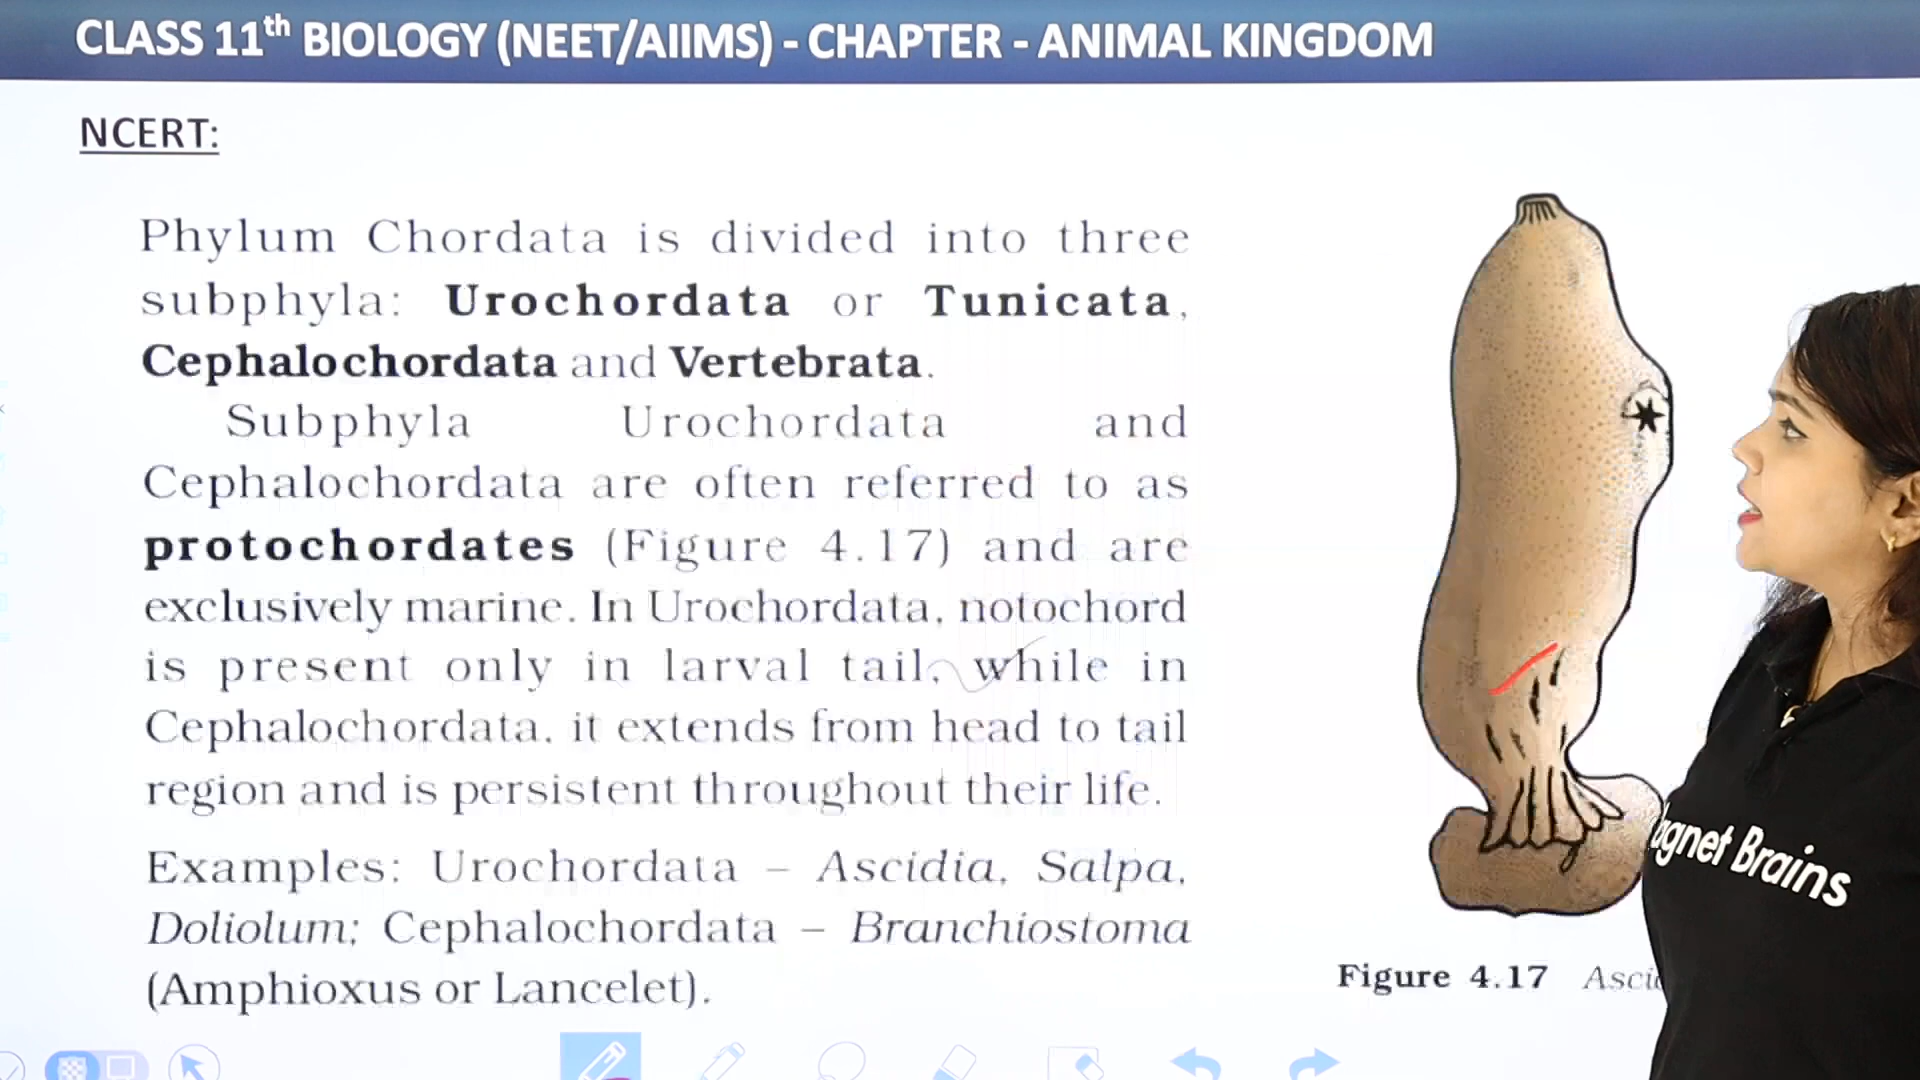 CLASS 11th BIOLOGY (NEET/AIIMS) - CHAPTER - ANIMAL KINGDOM
NCERT:
Phylum Chordata is divided into three
subphyla: Urochordata or Tunicata,
Cephalochordata and Vertebrata.
Subphyla Urochordata and
Cephalochordata are often referred to as
protochordates (Figure 4.17) and are
exclusively marine. In Urochordata, notochord
is present only in larval tail, while in
Cephalochordata, it extends from head to tail
region and is persistent throughout their life.
Examples: Urochordata – Ascidia, Salpa,
Doliolum; Cephalochordata – Branchiostoma
(Amphioxus or Lancelet).
Figure 4.17
Brains